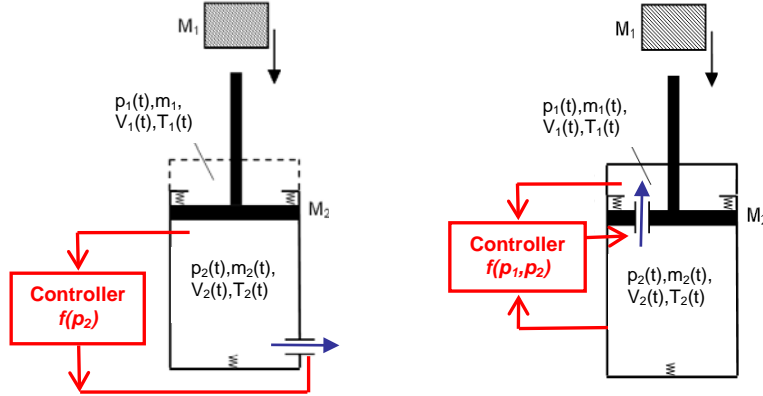 M₁
p₁(t),m₁,
V₁(t),T₁(t)
M₂
p₂(t),m₂(t),
V₂(t),T₂(t)
Controller
f(p₂)
M₁
p₁(t),m₁(t),
V₁(t),T₁(t)
Controller
f(p₁,p₂)
p₂(t),m₂(t),
V₂(t),T₂(t)